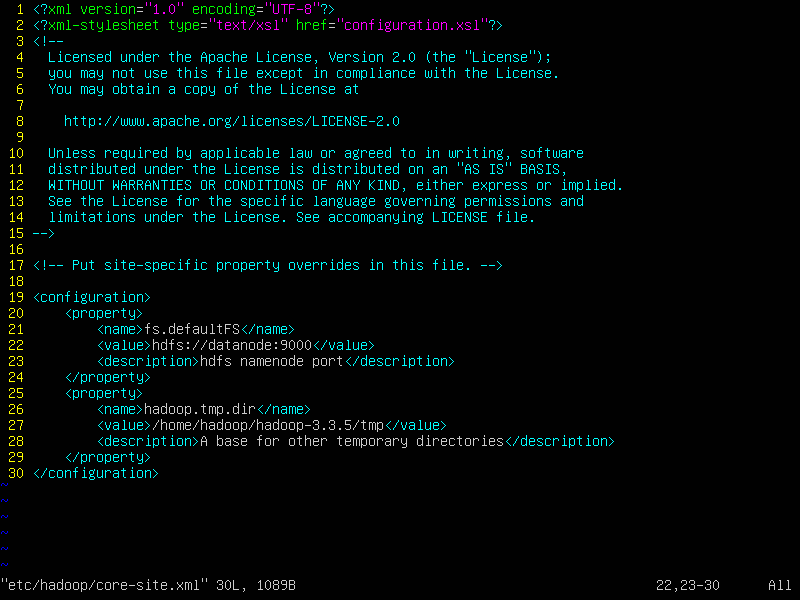 1 <?xml version="1.0" encoding="UTF-8"?>
2 <?xml-stylesheet type="text/xsl" href="configuration.xsl"?>
3 <!--
4   Licensed under the Apache License, Version 2.0 (the "License");
5   you may not use this file except in compliance with the License.
6   You may obtain a copy of the License at
7
8     http://www.apache.org/licenses/LICENSE-2.0
9
10   Unless required by applicable law or agreed to in writing, software
11   distributed under the License is distributed on an "AS IS" BASIS,
12   WITHOUT WARRANTIES OR CONDITIONS OF ANY KIND, either express or implied.
13   See the License for the specific language governing permissions and
14   limitations under the License. See accompanying LICENSE file.
15 -->
16
17 <!-- Put site-specific property overrides in this file. -->
18
19 <configuration>
20     <property>
21         <name>fs.defaultFS</name>
22         <value>hdfs://datanode:9000</value>
23         <description>hdfs namenode port</description>
24     </property>
25     <property>
26         <name>hadoop.tmp.dir</name>
27         <value>/home/hadoop/hadoop-3.3.5/tmp</value>
28         <description>A base for other temporary directories</description>
29     </property>
30 </configuration>
~
~
~
~
~
~
"etc/hadoop/core-site.xml" 30L, 1089B 22,23-30 All